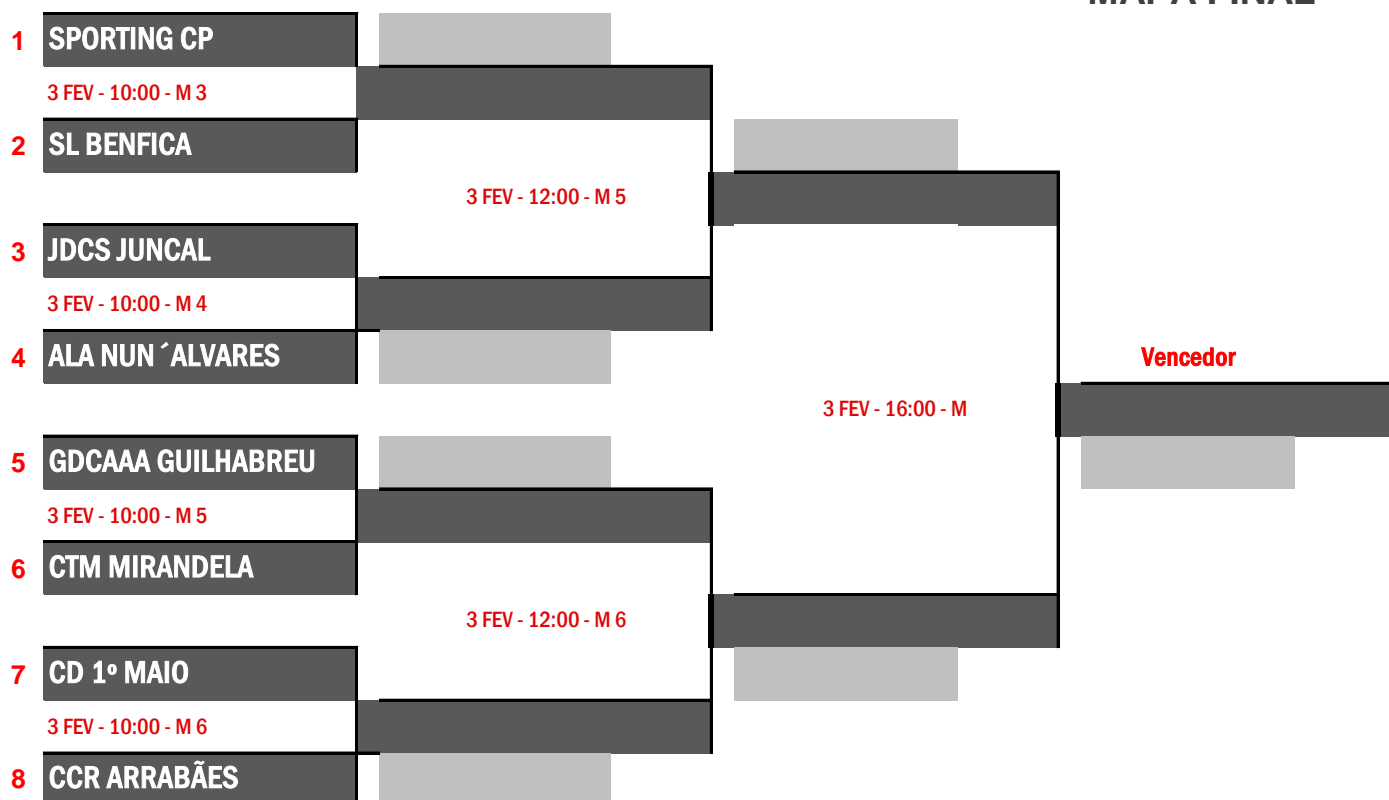 1 SPORTING CP
3 FEV - 10:00 - M 3
2 SL BENFICA
3 FEV - 12:00 - M 5
3 JDCS JUNCAL
3 FEV - 10:00 - M 4
4 ALA NUN ´ALVARES
Vencedor
3 FEV - 16:00 - M
5 GDCAAA GUILHABREU
3 FEV - 10:00 - M 5
6 CTM MIRANDELA
3 FEV - 12:00 - M 6
7 CD 1º MAIO
3 FEV - 10:00 - M 6
8 CCR ARRABÃES